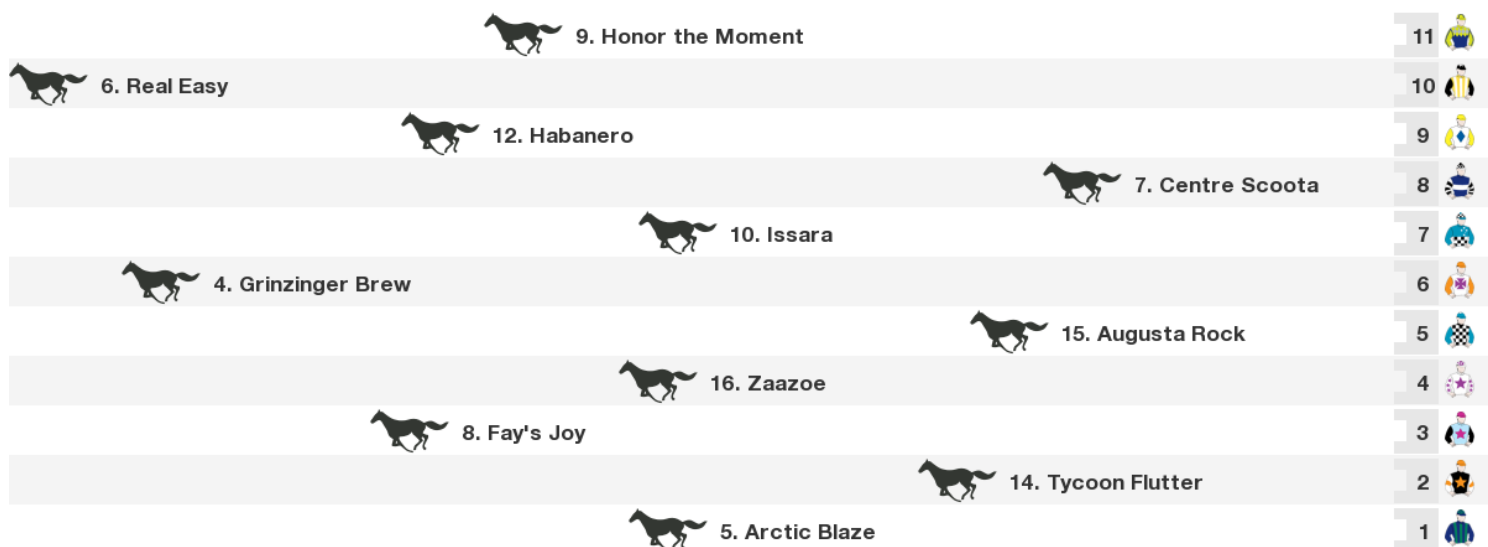 9. Honor the Moment 11
6. Real Easy 10
12. Habanero 9
7. Centre Scoota 8
10. Issara 7
4. Grinzinger Brew 6
15. Augusta Rock 5
16. Zaazoe 4
8. Fay's Joy 3
14. Tycoon Flutter 2
5. Arctic Blaze 1